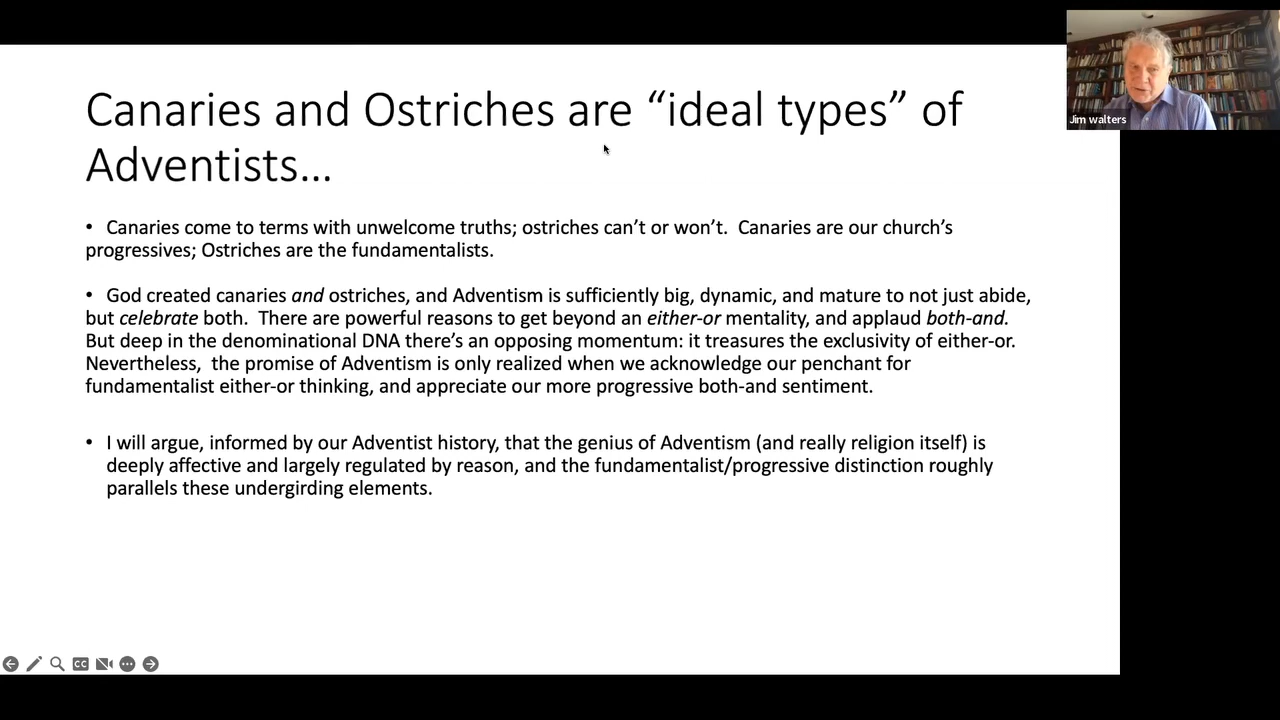 Canaries and Ostriches are “ideal types” of
Adventists…
Jim walters
• Canaries come to terms with unwelcome truths; ostriches can’t or won’t.  Canaries are our church’s
progressives; Ostriches are the fundamentalists.
• God created canaries and ostriches, and Adventism is sufficiently big, dynamic, and mature to not just abide,
but celebrate both.  There are powerful reasons to get beyond an either-or mentality, and applaud both-and.
But deep in the denominational DNA there’s an opposing momentum: it treasures the exclusivity of either-or.
Nevertheless,  the promise of Adventism is only realized when we acknowledge our penchant for
fundamentalist either-or thinking, and appreciate our more progressive both-and sentiment.
• I will argue, informed by our Adventist history, that the genius of Adventism (and really religion itself) is
deeply affective and largely regulated by reason, and the fundamentalist/progressive distinction roughly
parallels these undergirding elements.
CC